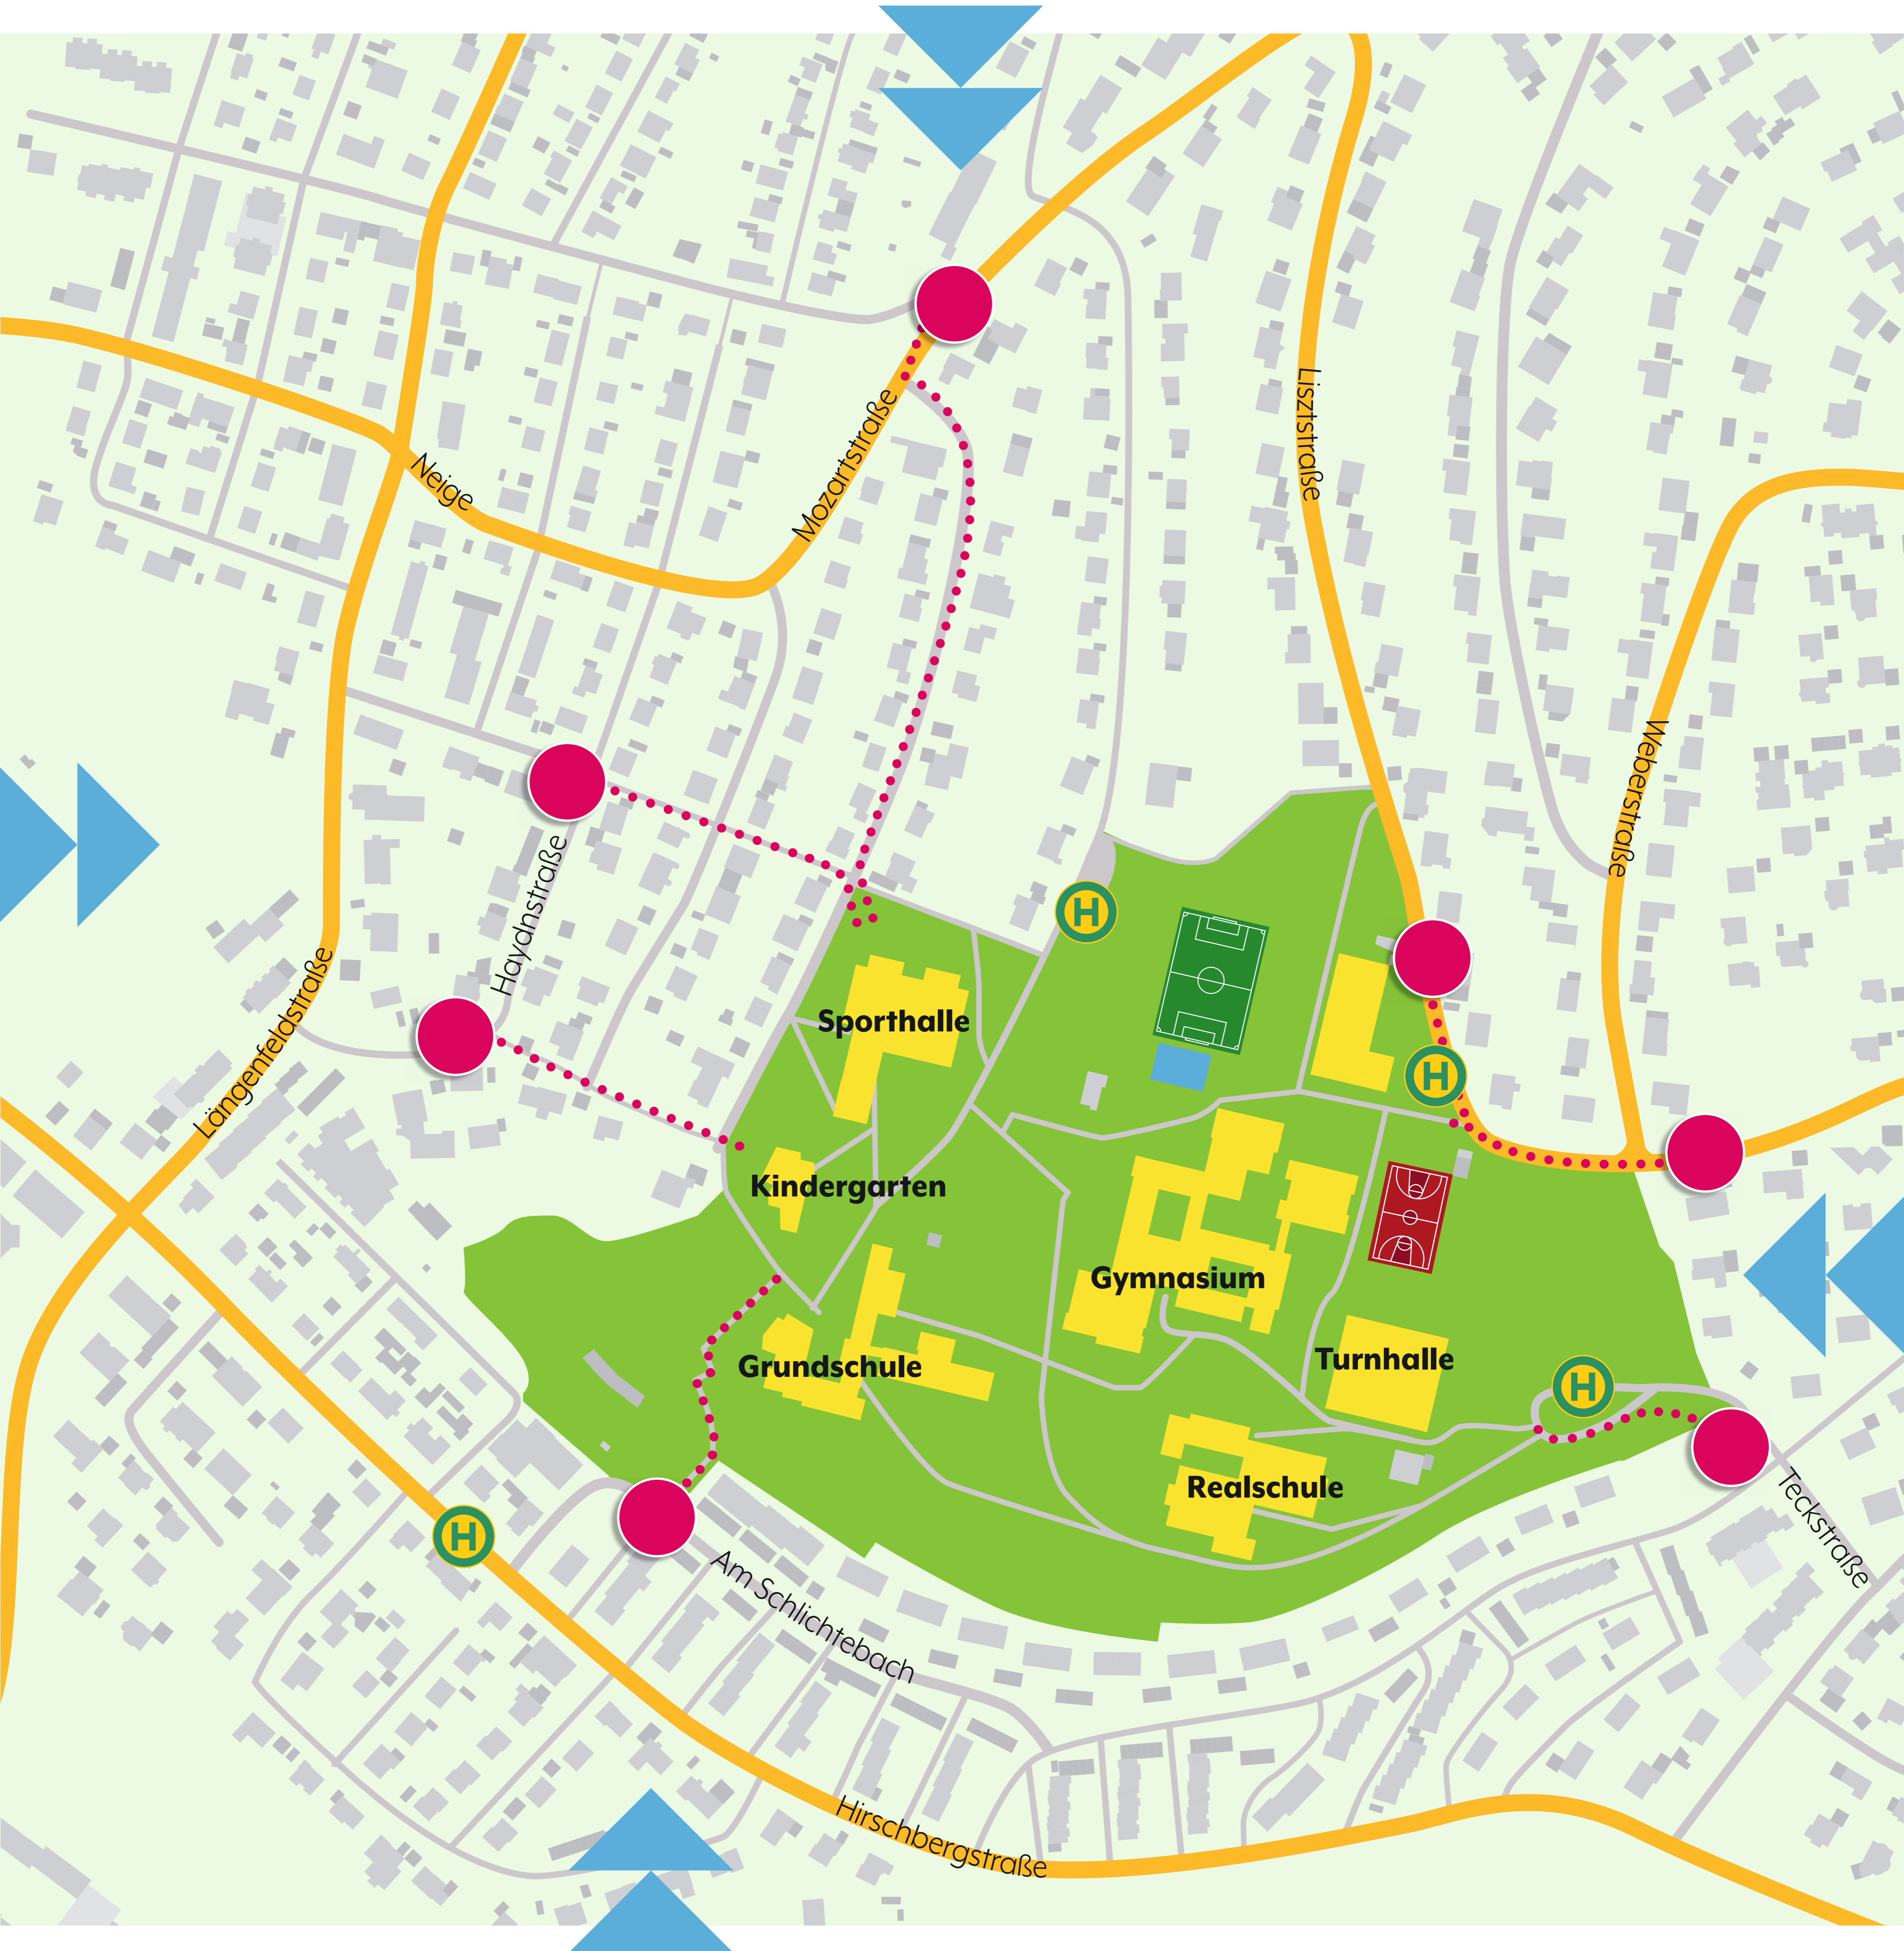 Lisztstraße
Mozartstraße
Neige
Weberstraße
Haydnstraße
H
Längenfeldstraße
Sporthalle
H
Kindergarten
Gymnasium
Turnhalle
Grundschule
H
Realschule
H
Teckstraße
Am Schlichtebach
Hirschbergstraße